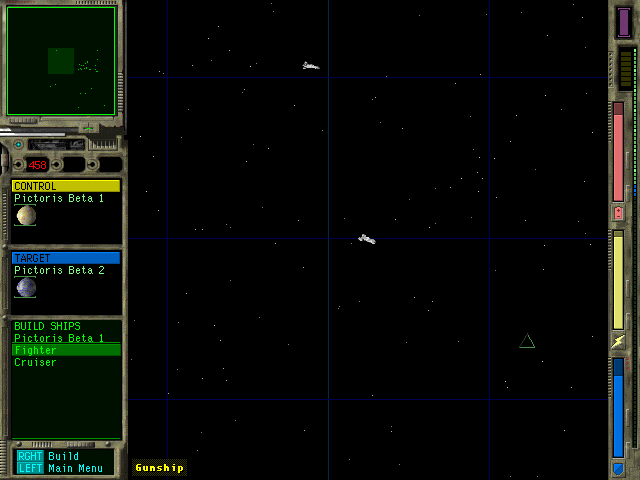 458
CONTROL
Pictoris Beta 1
TARGET
Pictoris Beta 2
BUILD SHIPS
Pictoris Beta 1
Fighter
Cruiser
RGHT Build
LEFT Main Menu
Gunship